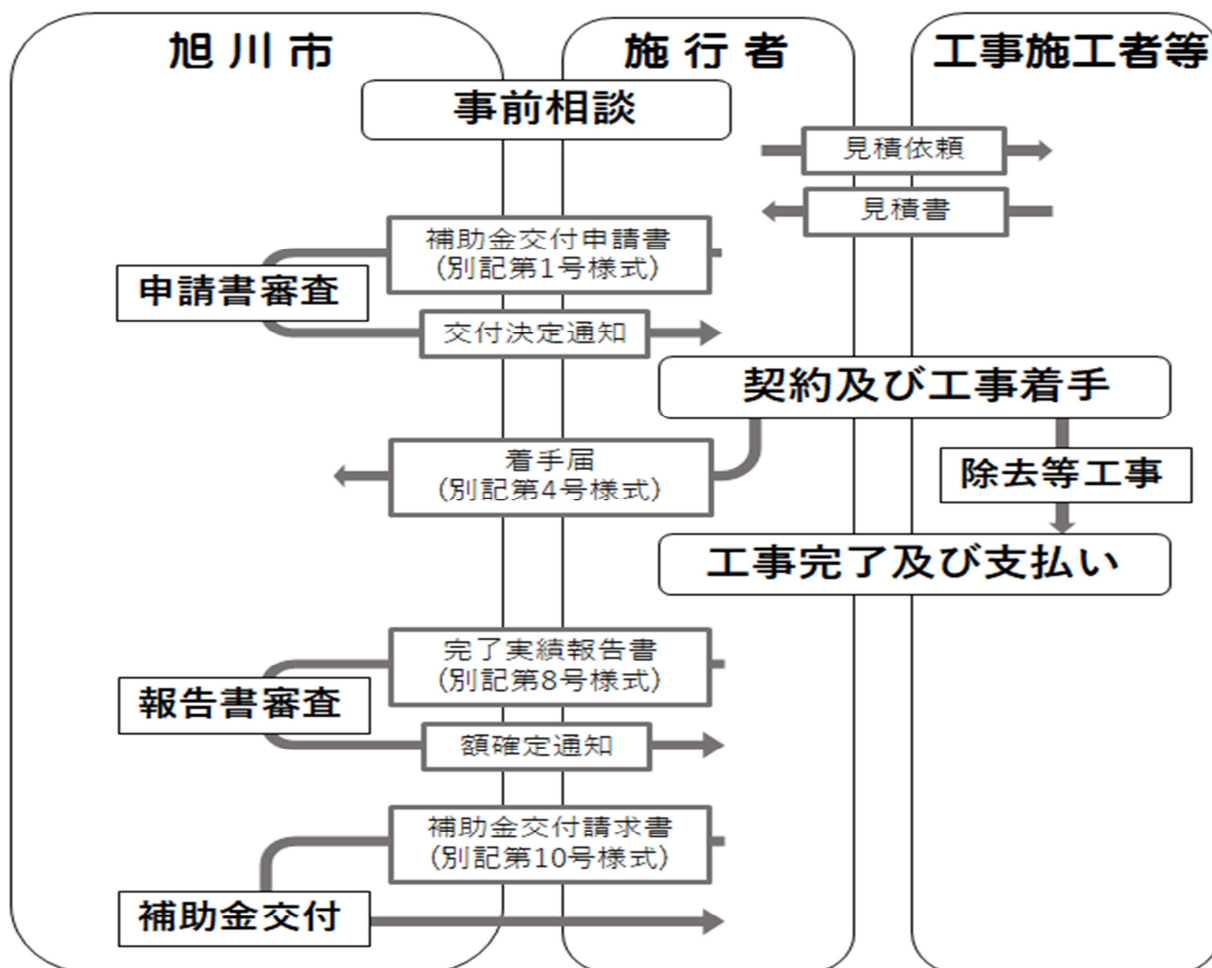 旭川市
施行者
工事施工者等
事前相談
見積依頼
見積書
補助金交付申請書
(別記第1号様式)
申請書審査
交付決定通知
契約及び工事着手
着手届
(別記第4号様式)
除去等工事
工事完了及び支払い
完了実績報告書
(別記第8号様式)
報告書審査
額確定通知
補助金交付請求書
(別記第10号様式)
補助金交付